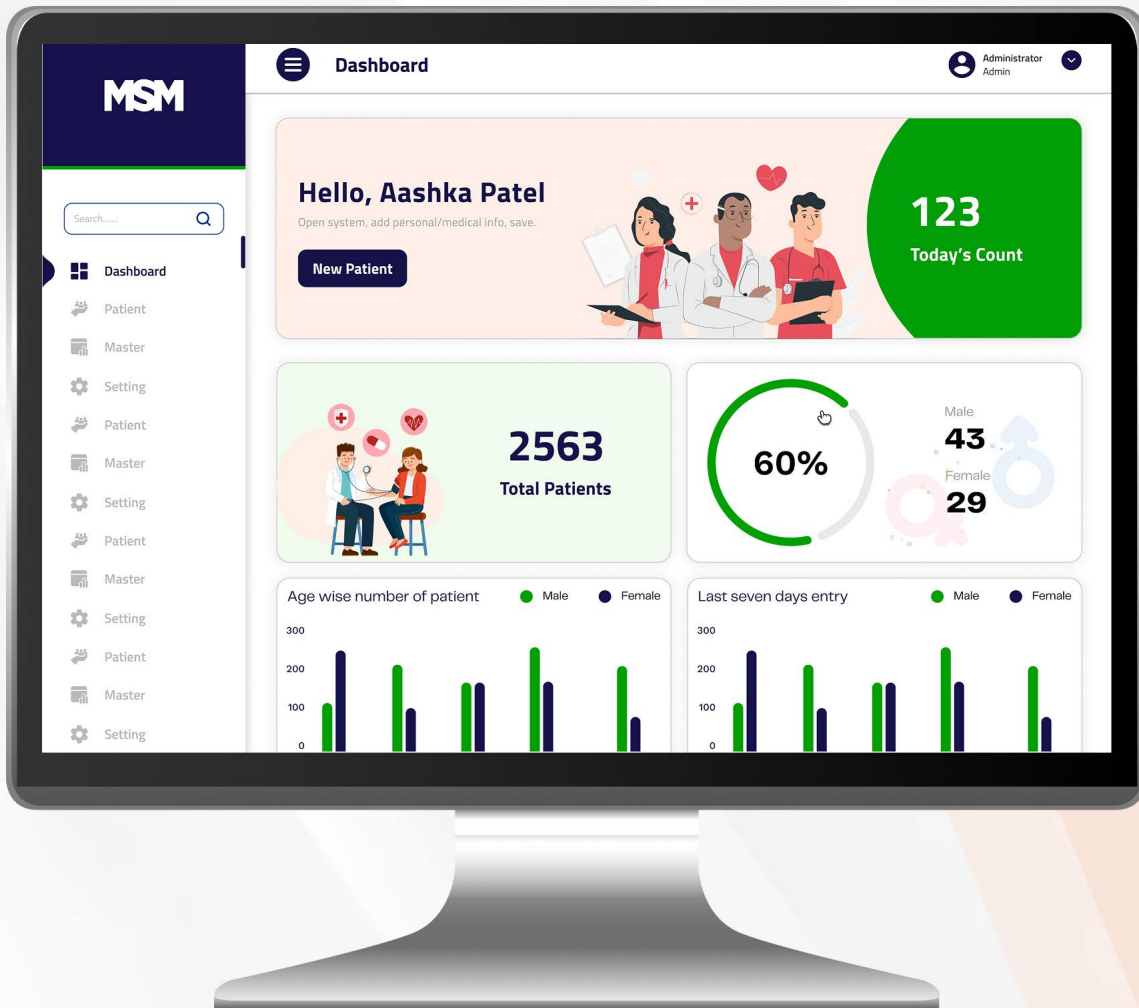 MSM
Dashboard
Administrator
Admin
Search.......
Dashboard
Patient
Master
Setting
Patient
Master
Setting
Patient
Master
Setting
Patient
Master
Setting
Hello, Aashka Patel
Open system, add personal/medical info, save.
New Patient
123
Today's Count
2563
Total Patients
60%
Male
43
Female
29
Age wise number of patient
Male
Female
300
200
100
0
Last seven days entry
Male
Female
300
200
100
0